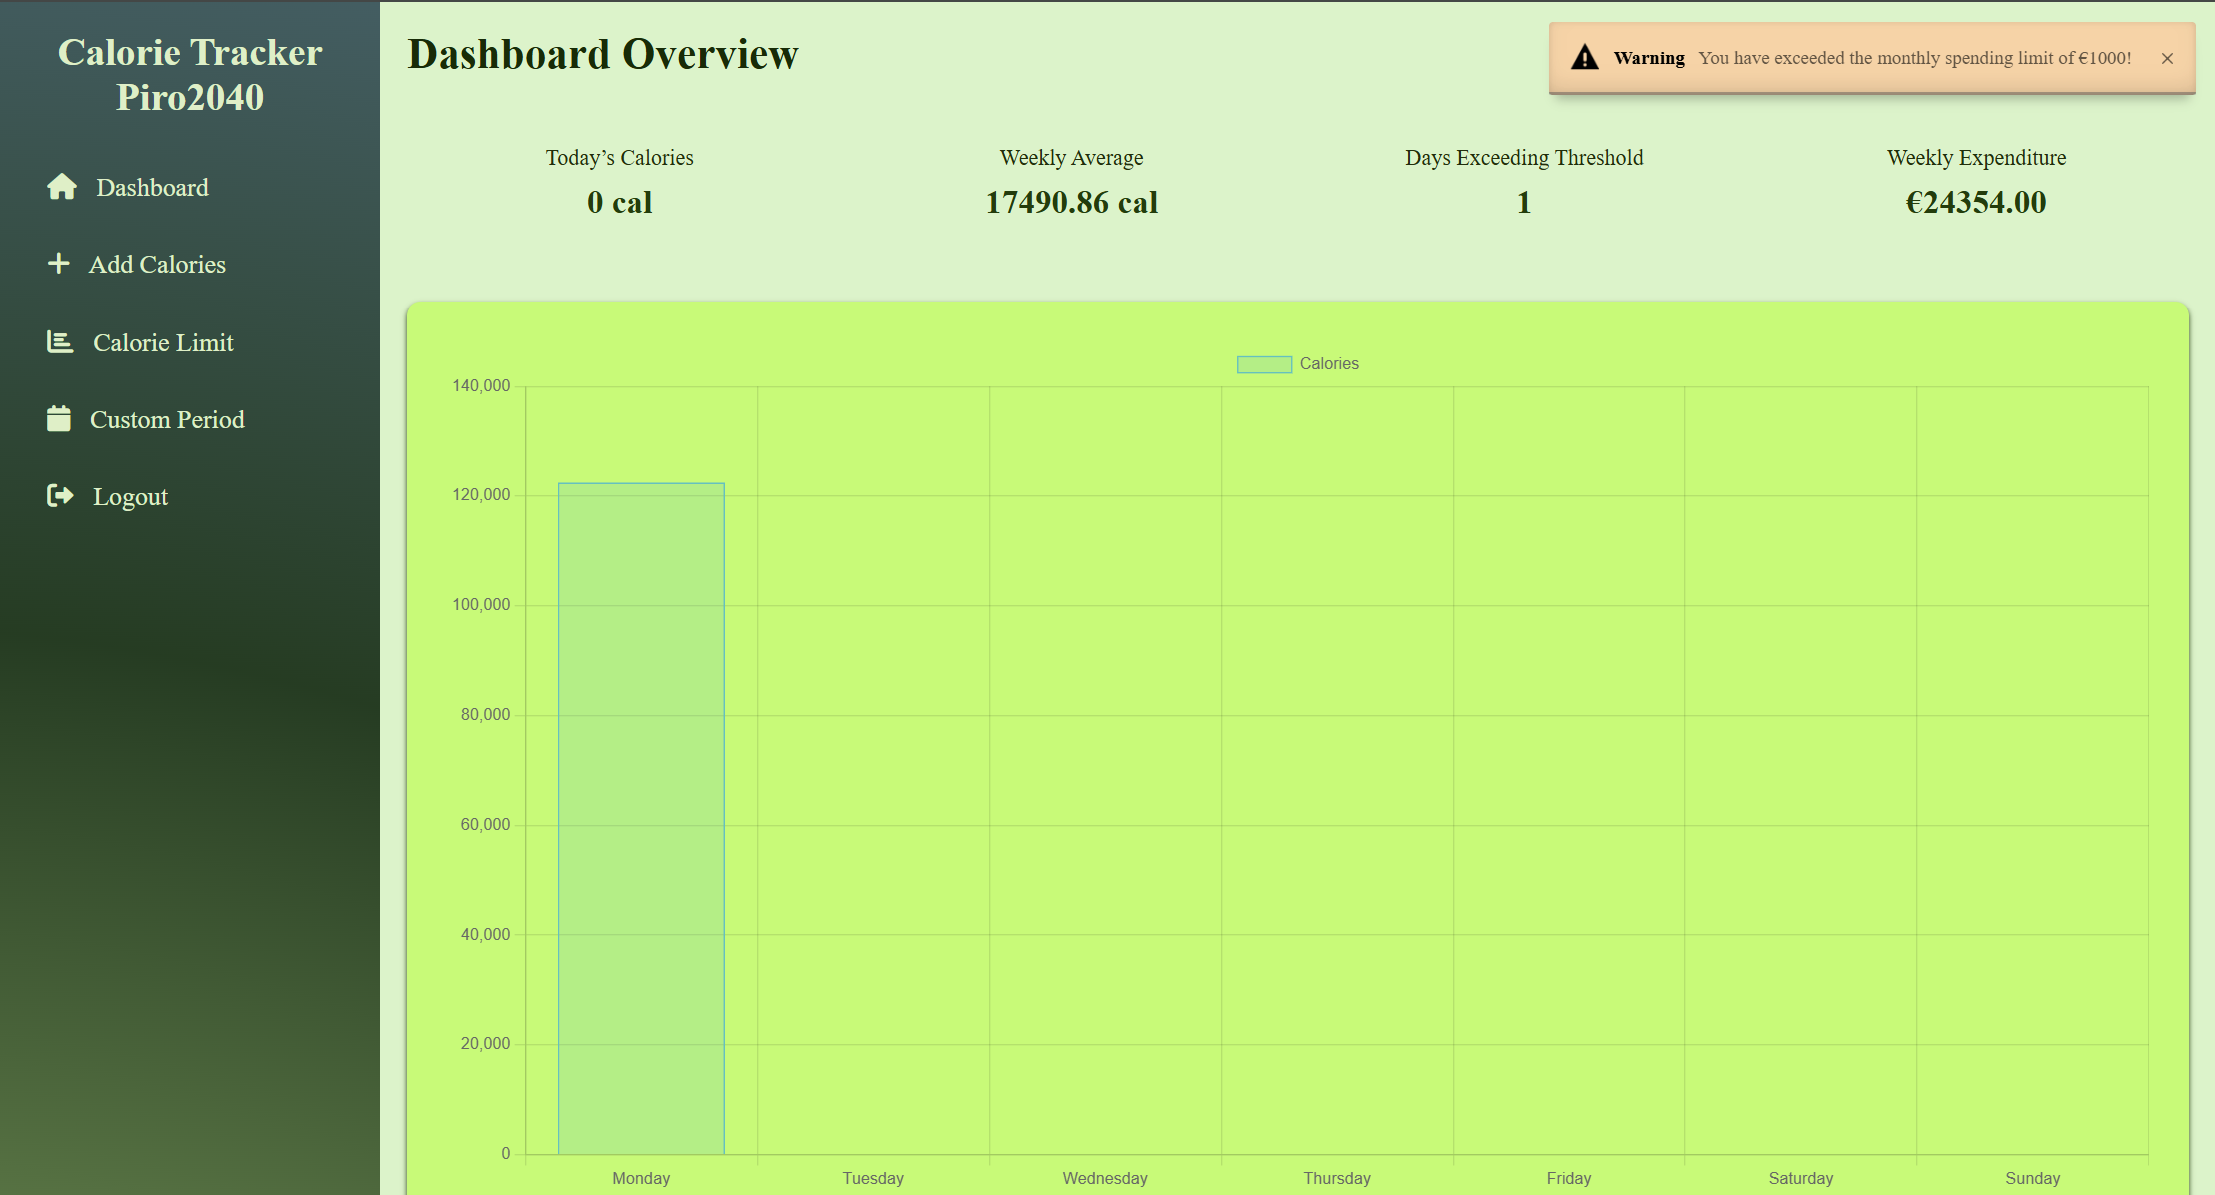 Calorie Tracker
Piro2040
Dashboard
Add Calories
Calorie Limit
Custom Period
Logout
Dashboard Overview
Warning You have exceeded the monthly spending limit of €1000! ×
Today’s Calories
0 cal
Weekly Average
17490.86 cal
Days Exceeding Threshold
1
Weekly Expenditure
€24354.00
Calories
140,000
120,000
100,000
80,000
60,000
40,000
20,000
0
Monday Tuesday Wednesday Thursday Friday Saturday Sunday